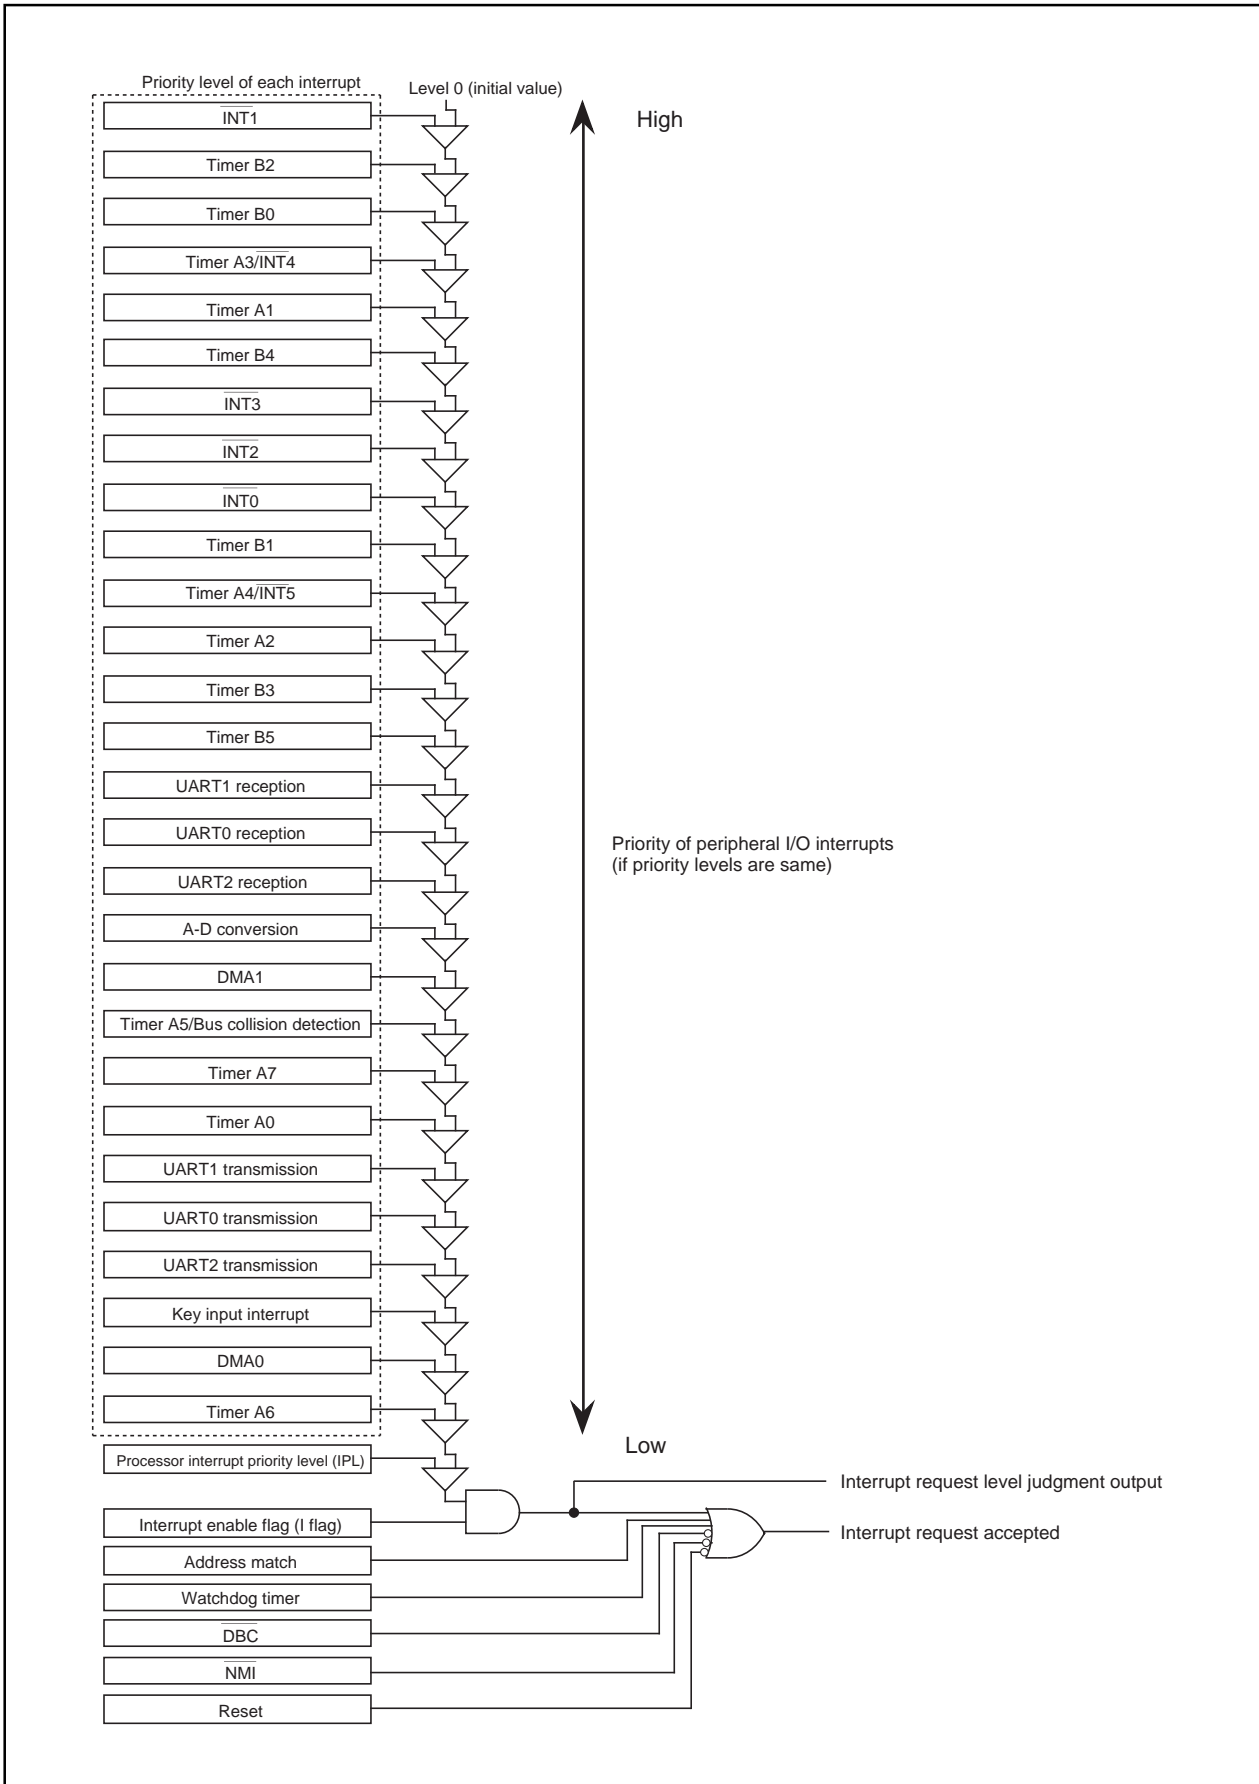 Priority level of each interrupt
Level 0 (initial value)
INT1
High
Timer B2
Timer B0
Timer A3/INT4
Timer A1
Timer B4
INT3
INT2
INT0
Timer B1
Timer A4/INT5
Timer A2
Timer B3
Timer B5
UART1 reception
UART0 reception
Priority of peripheral I/O interrupts
(if priority levels are same)
UART2 reception
A-D conversion
DMA1
Timer A5/Bus collision detection
Timer A7
Timer A0
UART1 transmission
UART0 transmission
UART2 transmission
Key input interrupt
DMA0
Timer A6
Low
Processor interrupt priority level (IPL)
Interrupt request level judgment output
Interrupt enable flag (I flag)
Interrupt request accepted
Address match
Watchdog timer
DBC
NMI
Reset